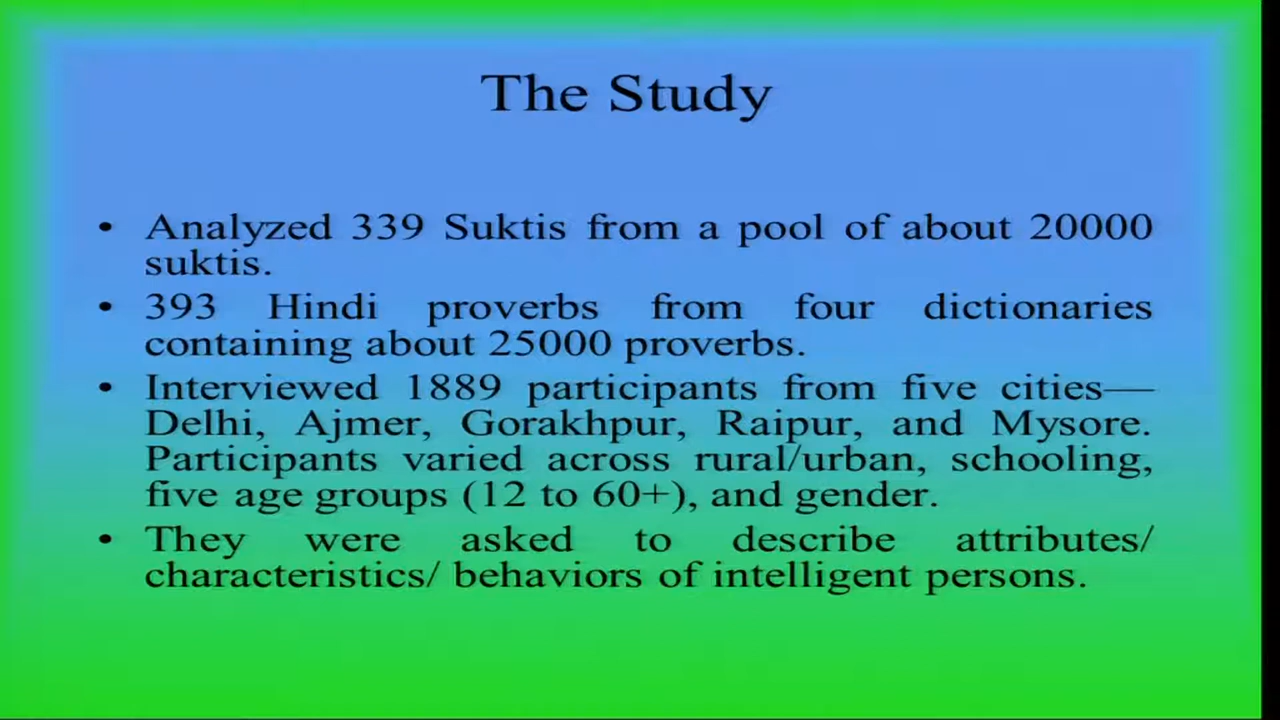 The Study
• Analyzed 339 Suktis from a pool of about 20000
suktis.
• 393 Hindi proverbs from four dictionaries
containing about 25000 proverbs.
• Interviewed 1889 participants from five cities—
Delhi, Ajmer, Gorakhpur, Raipur, and Mysore.
Participants varied across rural/urban, schooling,
five age groups (12 to 60+), and gender.
• They were asked to describe attributes/
characteristics/ behaviors of intelligent persons.